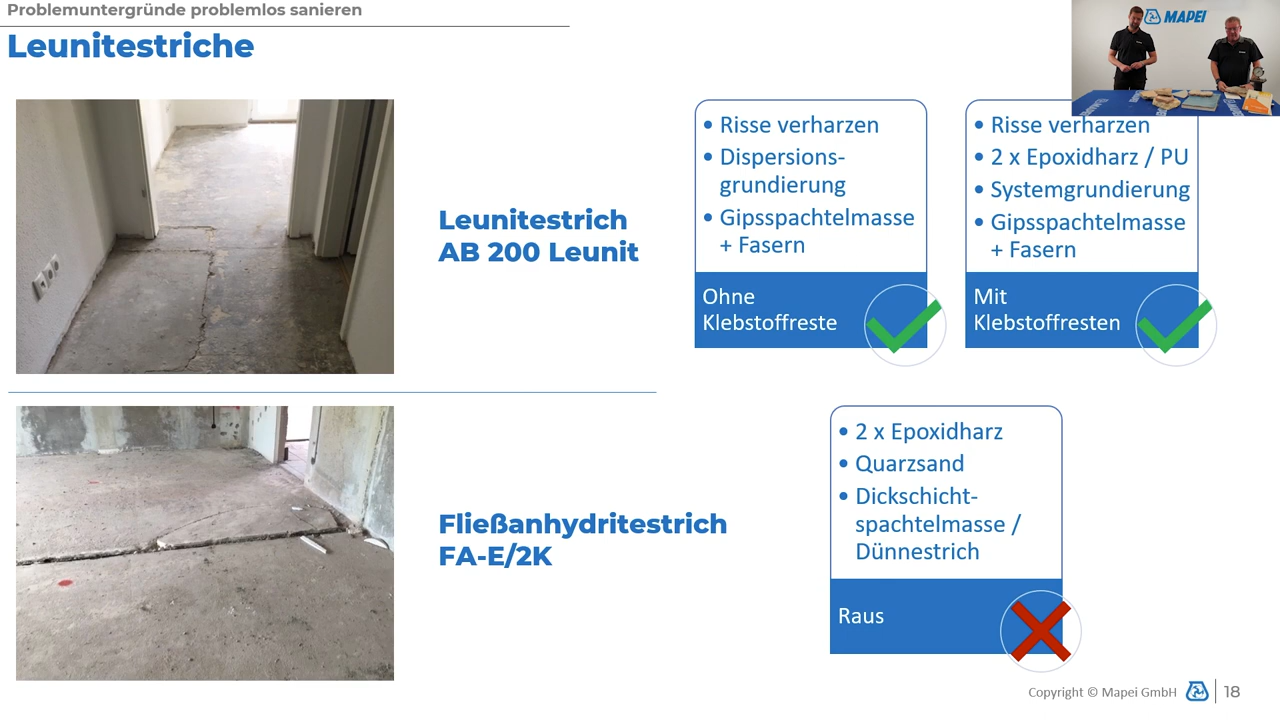 Problemuntergründe problemlos sanieren
Leunitestriche
MAPEI
Leunitestrich
AB 200 Leunit
• Risse verharzen
• Dispersions-
grundierung
• Gipsspachtelmasse
+ Fasern
Ohne
Klebstoffreste
• Risse verharzen
• 2 x Epoxidharz / PU
• Systemgrundierung
• Gipsspachtelmasse
+ Fasern
Mit
Klebstoffresten
Fließanhydritestrich
FA-E/2K
• 2 x Epoxidharz
• Quarzsand
• Dickschicht-
spachtelmasse /
Dünnestrich
Raus
Copyright © Mapei GmbH
18